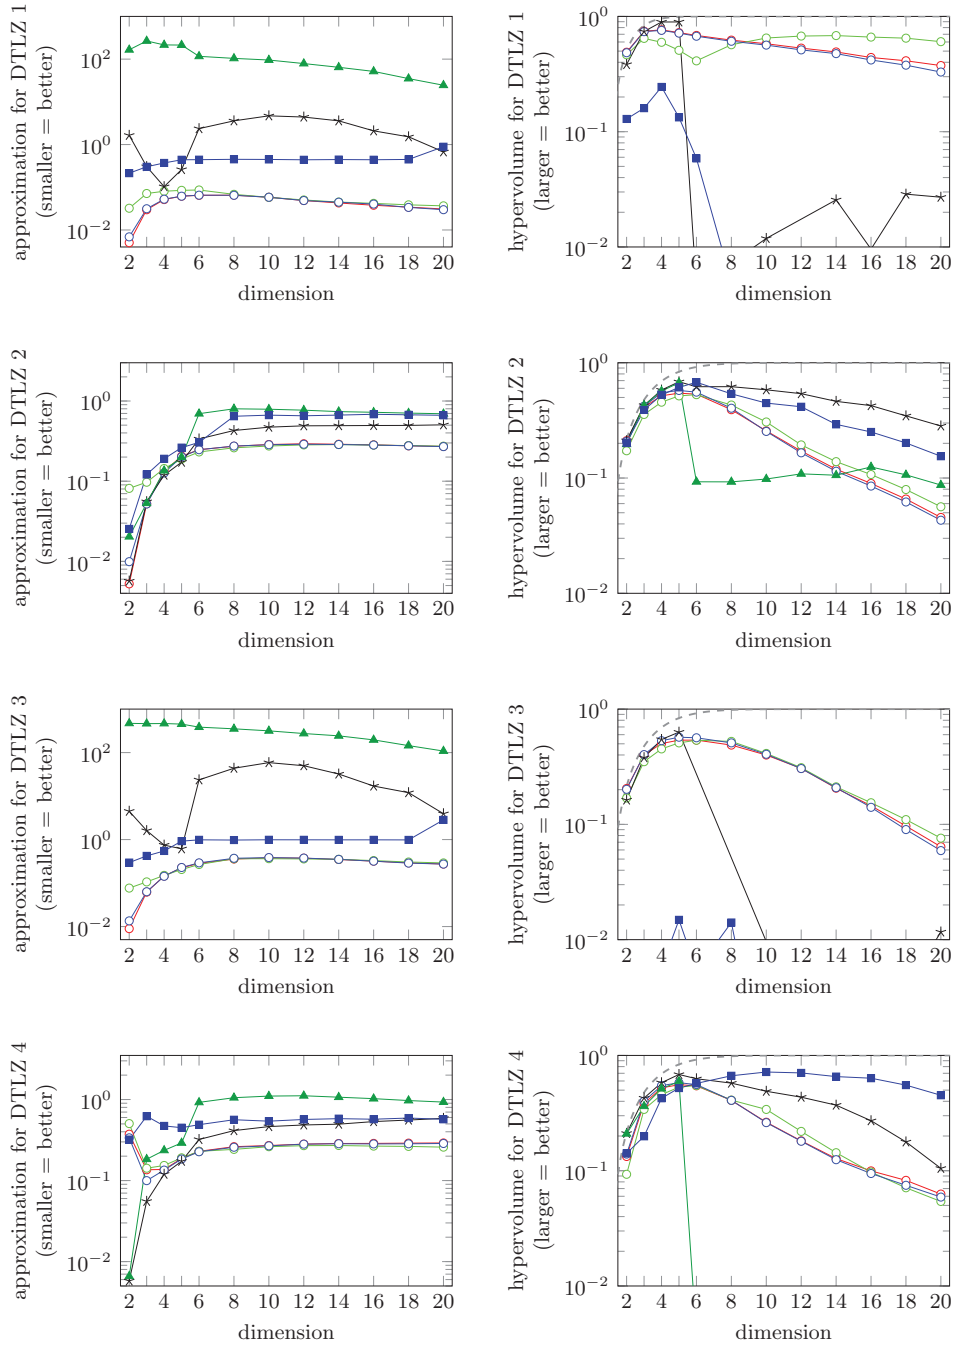 approximation for DTLZ 1
(smaller = better)
10^2
10^0
10^−2
2 4 6 8 10 12 14 16 18 20
dimension
hypervolume for DTLZ 1
(larger = better)
10^0
10^−1
10^−2
2 4 6 8 10 12 14 16 18 20
dimension
approximation for DTLZ 2
(smaller = better)
10^0
10^−1
10^−2
2 4 6 8 10 12 14 16 18 20
dimension
hypervolume for DTLZ 2
(larger = better)
10^0
10^−1
10^−2
2 4 6 8 10 12 14 16 18 20
dimension
approximation for DTLZ 3
(smaller = better)
10^2
10^0
10^−2
2 4 6 8 10 12 14 16 18 20
dimension
hypervolume for DTLZ 3
(larger = better)
10^0
10^−1
10^−2
2 4 6 8 10 12 14 16 18 20
dimension
approximation for DTLZ 4
(smaller = better)
10^0
10^−1
10^−2
2 4 6 8 10 12 14 16 18 20
dimension
hypervolume for DTLZ 4
(larger = better)
10^0
10^−1
10^−2
2 4 6 8 10 12 14 16 18 20
dimension